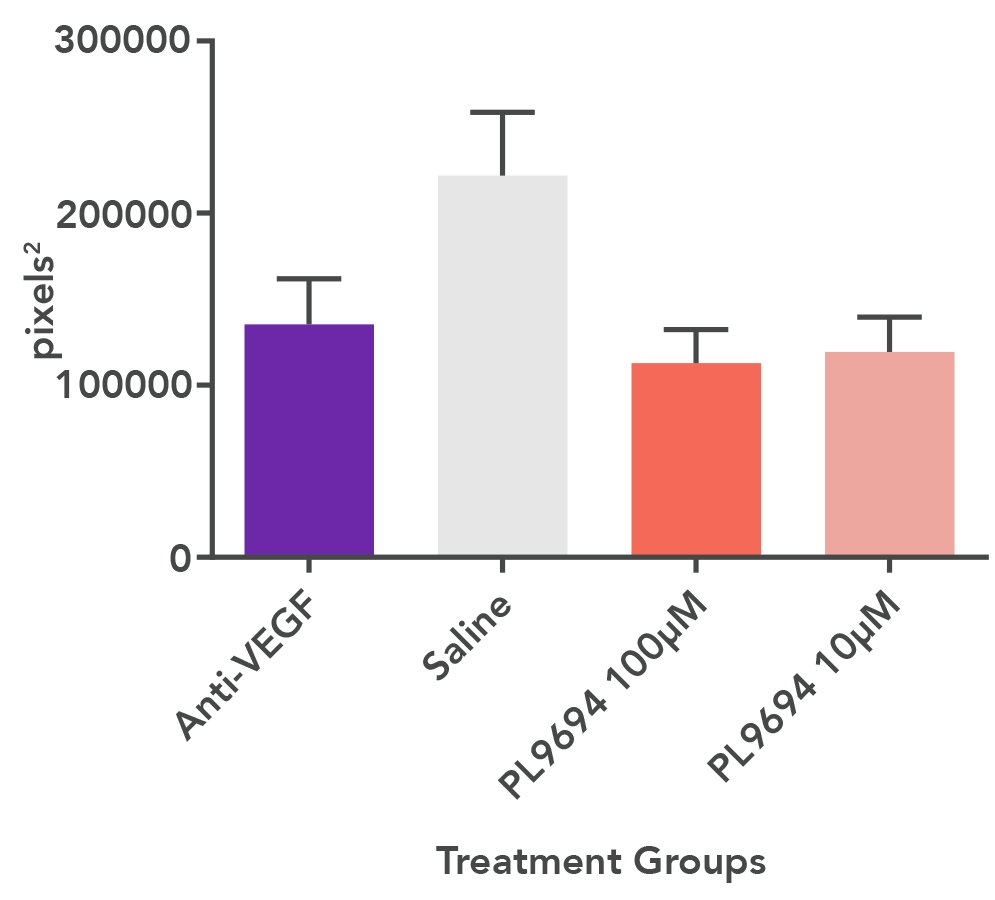 300000
200000
100000
0
pixels²
Anti-VEGF
Saline
PL9694 100µM
PL9694 10µM
Treatment Groups